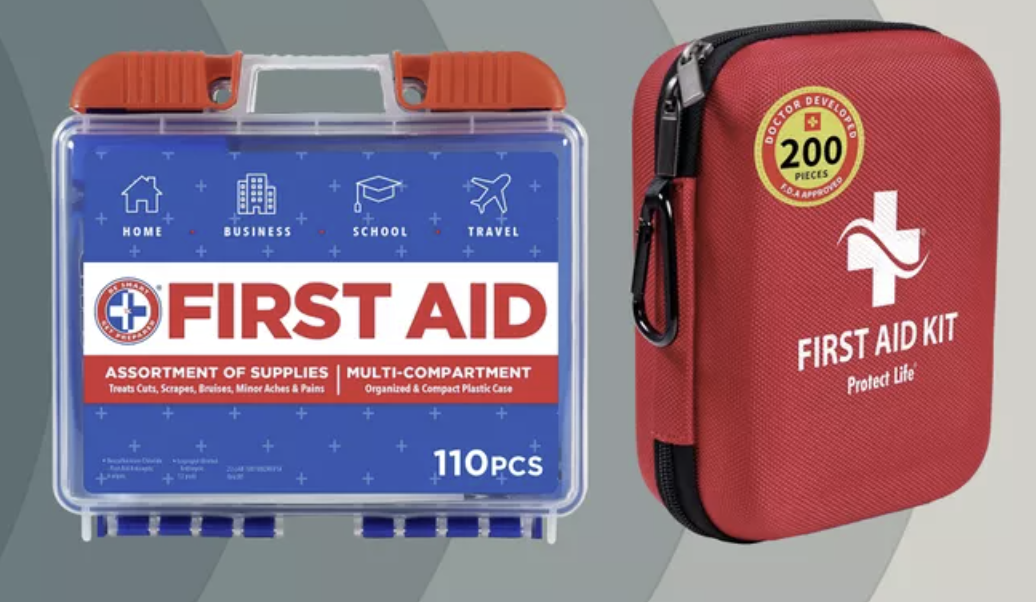 HOME
BUSINESS
SCHOOL
TRAVEL
BE SMART
GET PREPARED
FIRST AID
ASSORTMENT OF SUPPLIES
Treats Cuts, Scrapes, Bruises, Minor Aches & Pains
MULTI-COMPARTMENT
Organized & Compact Plastic Case
110PCS
DOCTOR DEVELOPED
200
PIECES
F.D.A APPROVED
FIRST AID KIT
Protect Life